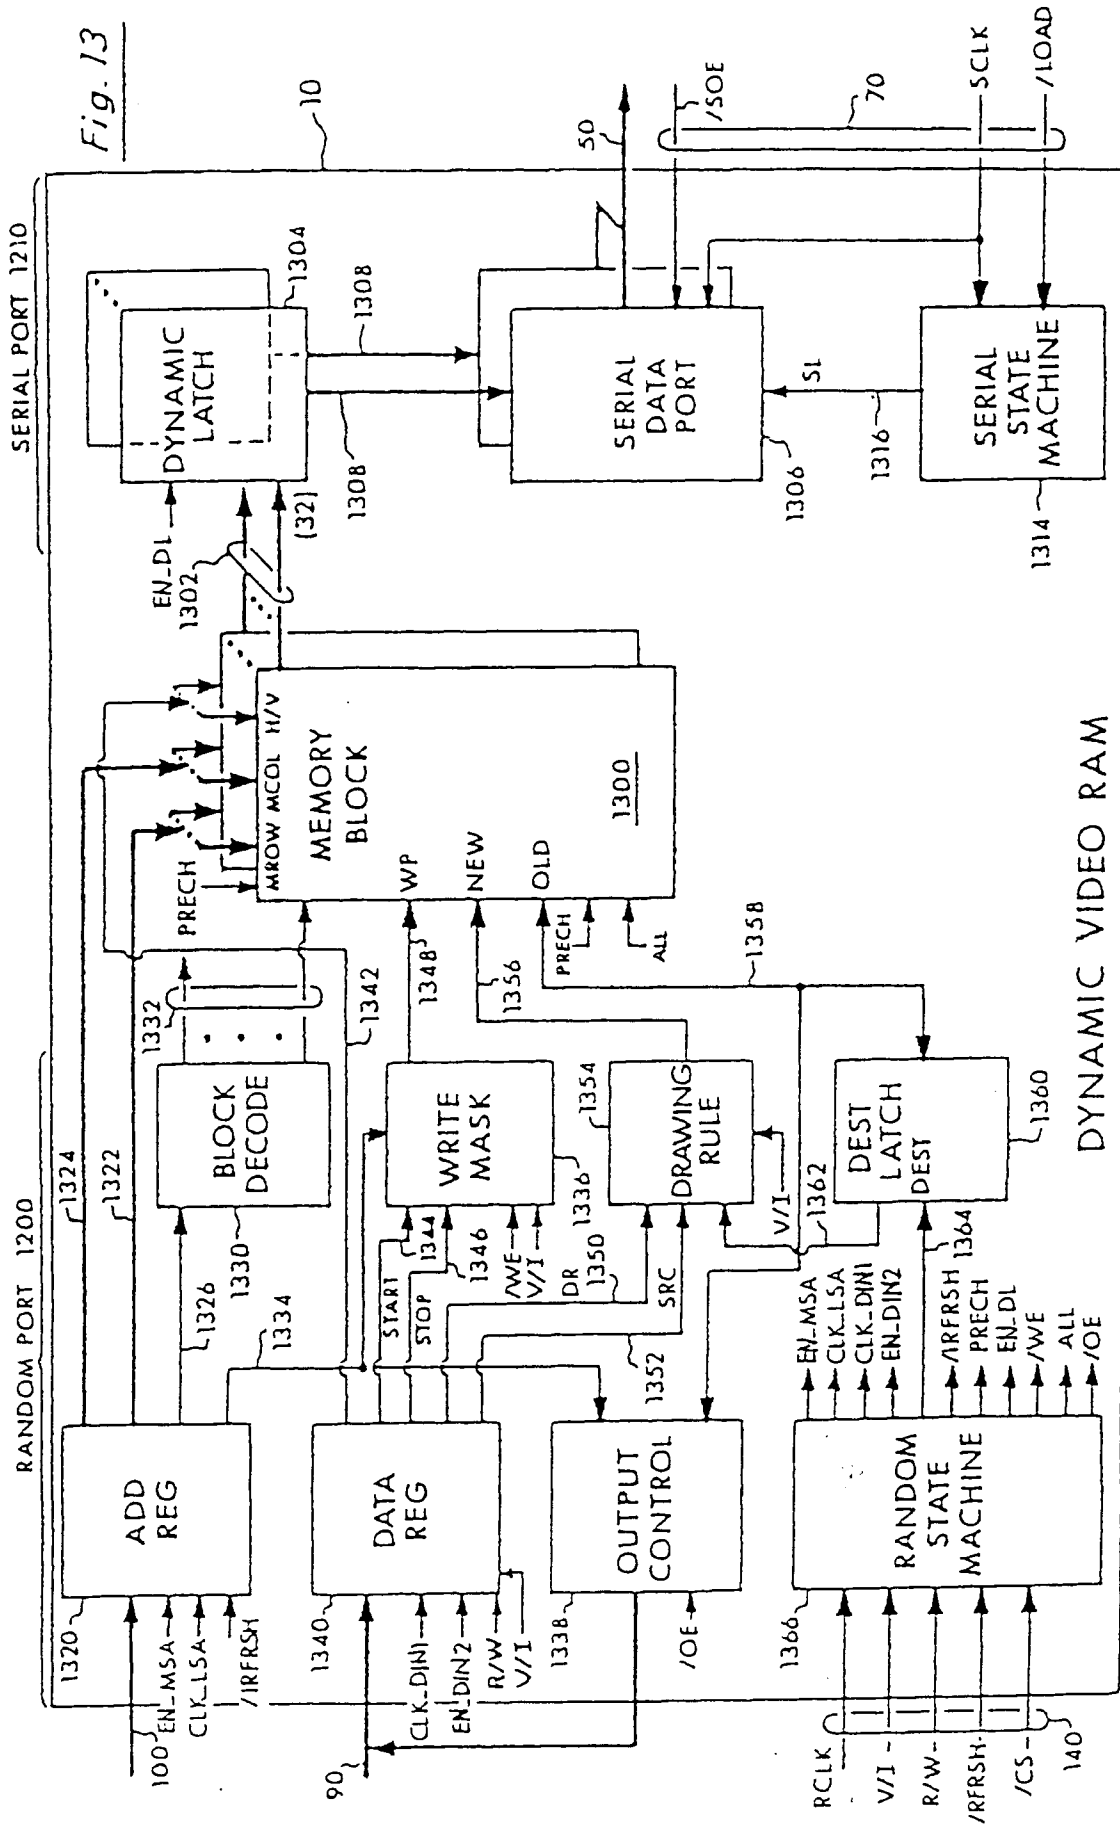 Fig. 13
RANDOM PORT 1200
SERIAL PORT 1210
10
100
EN_MSA
CLK_LSA
/IRFRSH
1320
ADD
REG
1324
1322
1326
1334
1330
BLOCK
DECODE
1332
PRECH
1342
90
CLK_DIN1
EN_DIN2
R/W
V/I
1340
DATA
REG
START
1344
STOP
1346
/WE
V/I
1336
WRITE
MASK
1348
DR
1350
SRC
1352
1354
DRAWING
RULE
V/I
1356
1338
/OE
OUTPUT
CONTROL
1362
DEST
LATCH
DEST
1360
1358
1364
RCLK
V/I
R/W
/RFRSH
/CS
140
1366
RANDOM
STATE
MACHINE
EN_MSA
CLK_LSA
CLK_DIN1
EN_DIN2
/IRFRSH
PRECH
EN_DL
/WE
ALL
/OE
MROW MCOL H/V
MEMORY
BLOCK
1300
WP
NEW
OLD
PRECH
ALL
EN_DL
1302
(32)
DYNAMIC
LATCH
1304
1308
1308
SERIAL
DATA
PORT
1306
50
/SOE
70
SL
1316
SERIAL
STATE
MACHINE
1314
SCLK
/LOAD
DYNAMIC VIDEO RAM